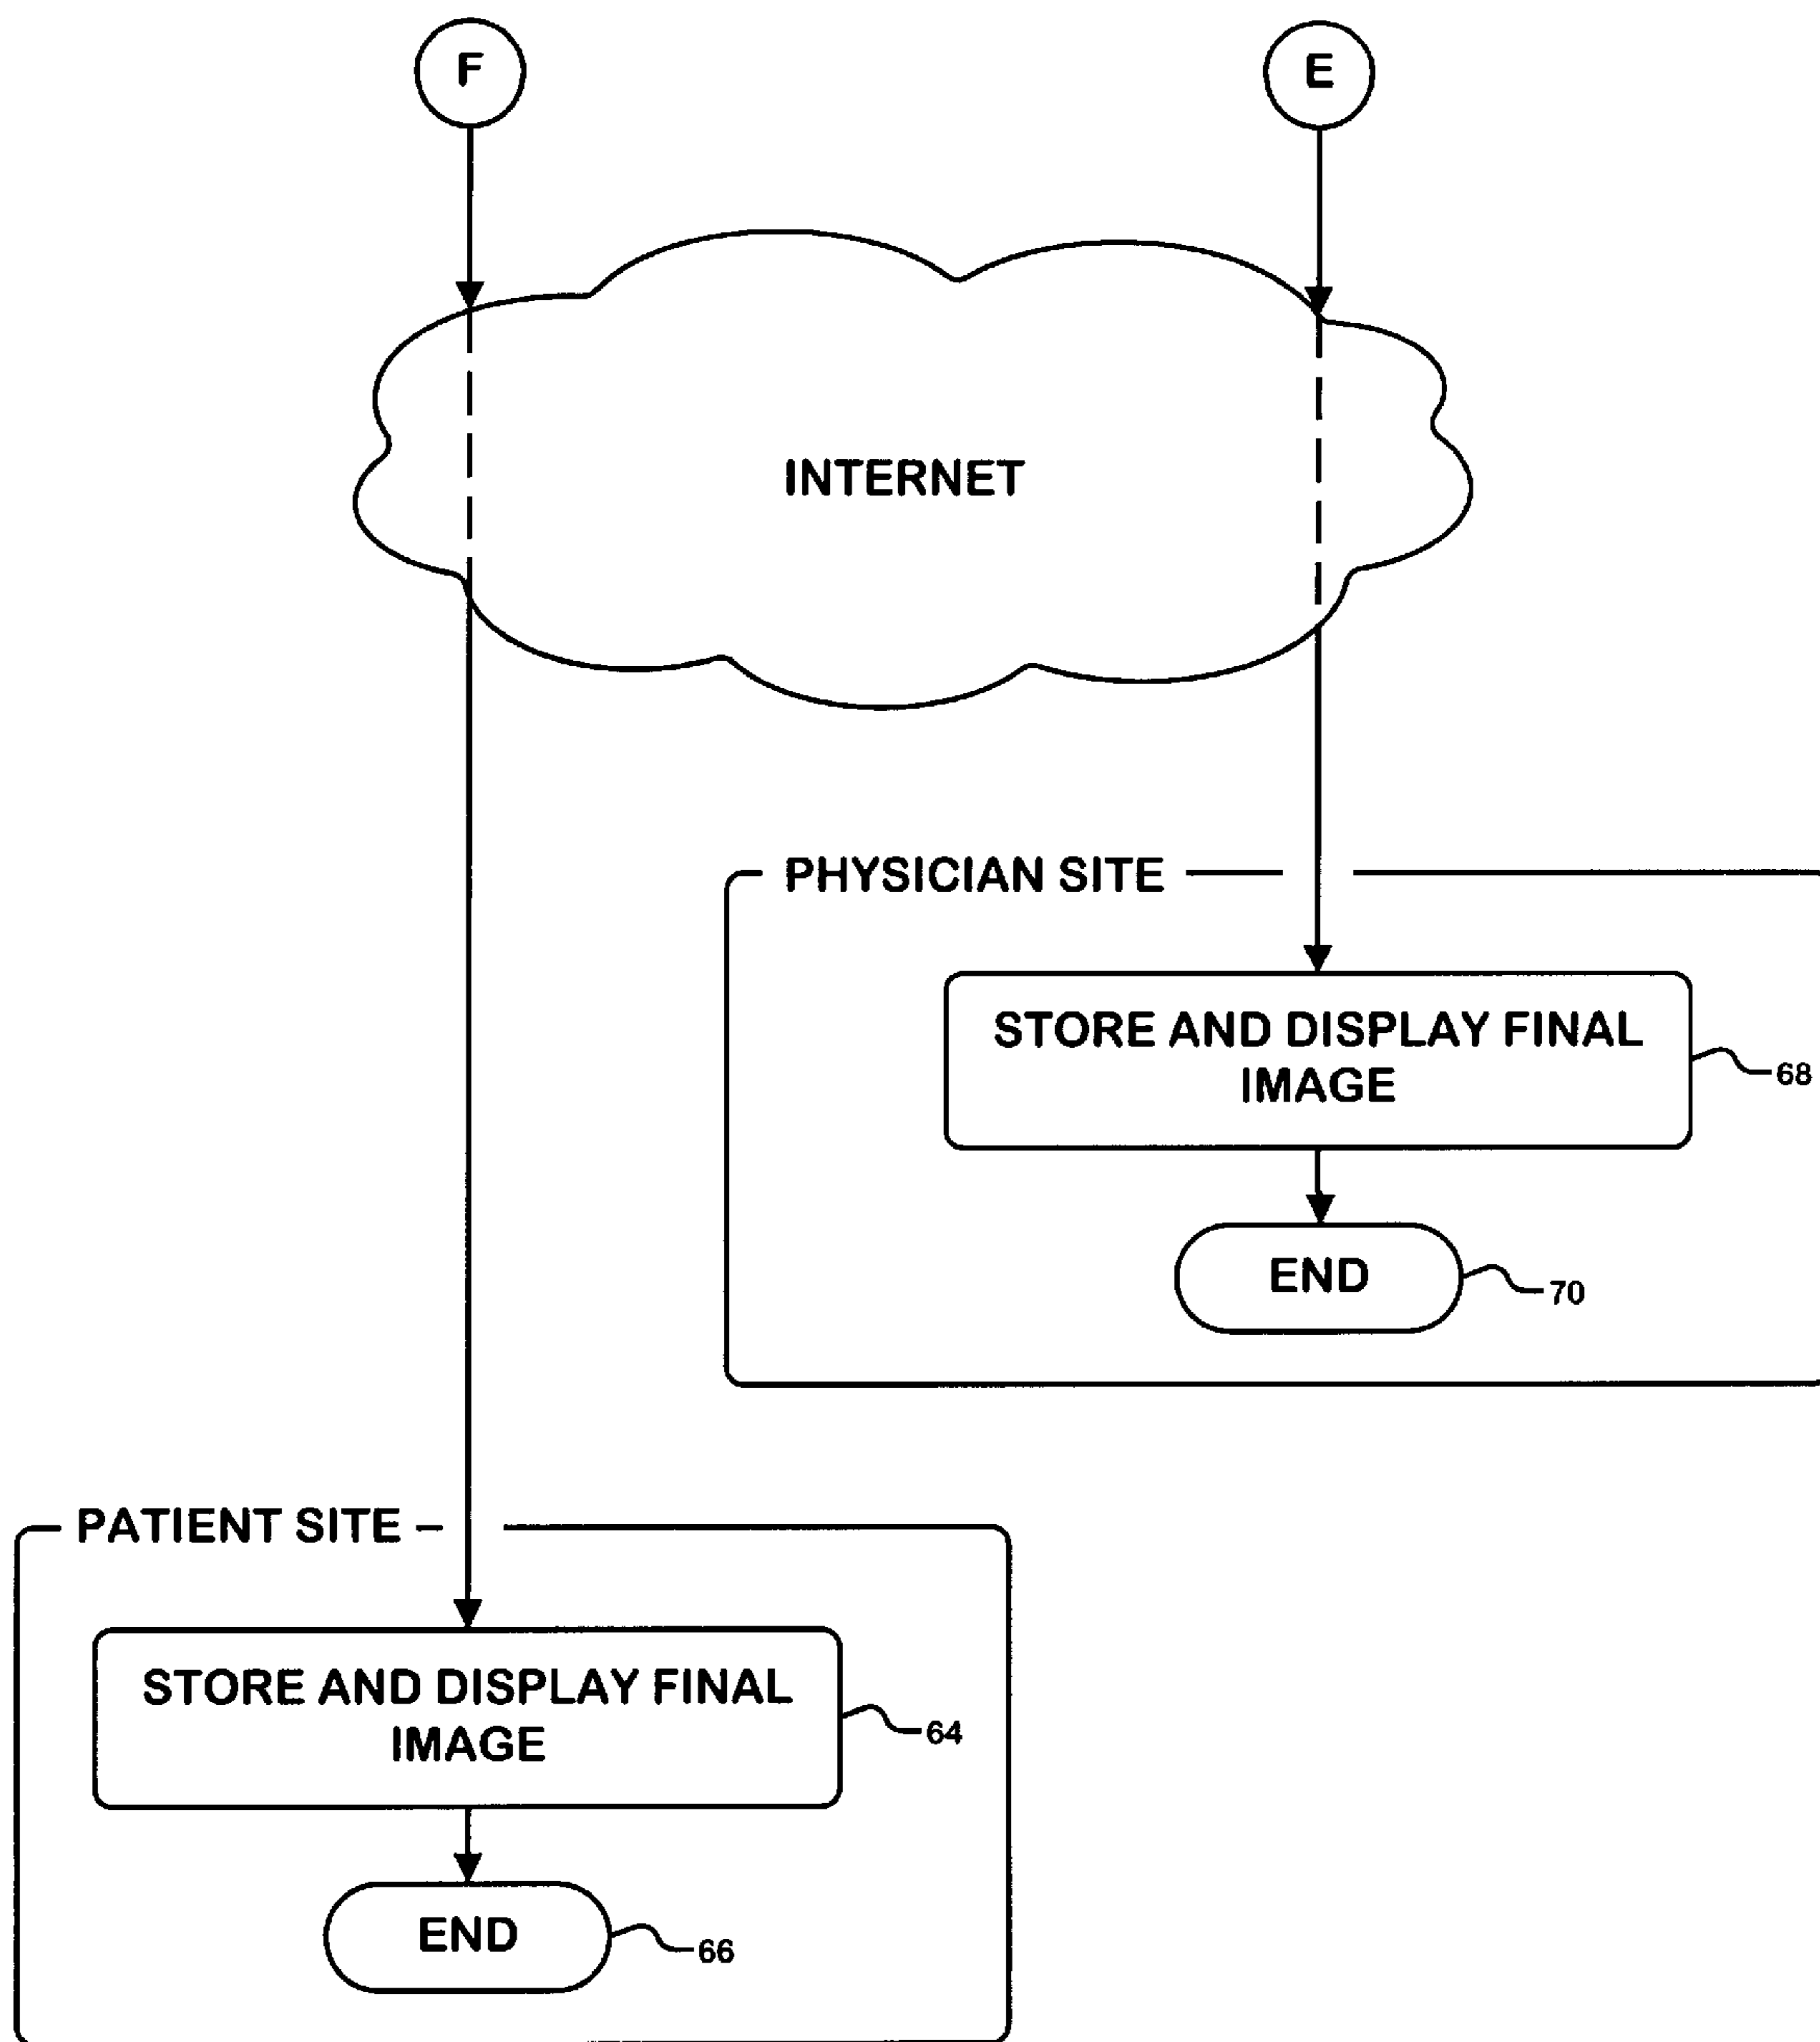 F
E
INTERNET
PHYSICIAN SITE
STORE AND DISPLAY FINAL
IMAGE
68
END
70
PATIENT SITE
STORE AND DISPLAY FINAL
IMAGE
64
END
66